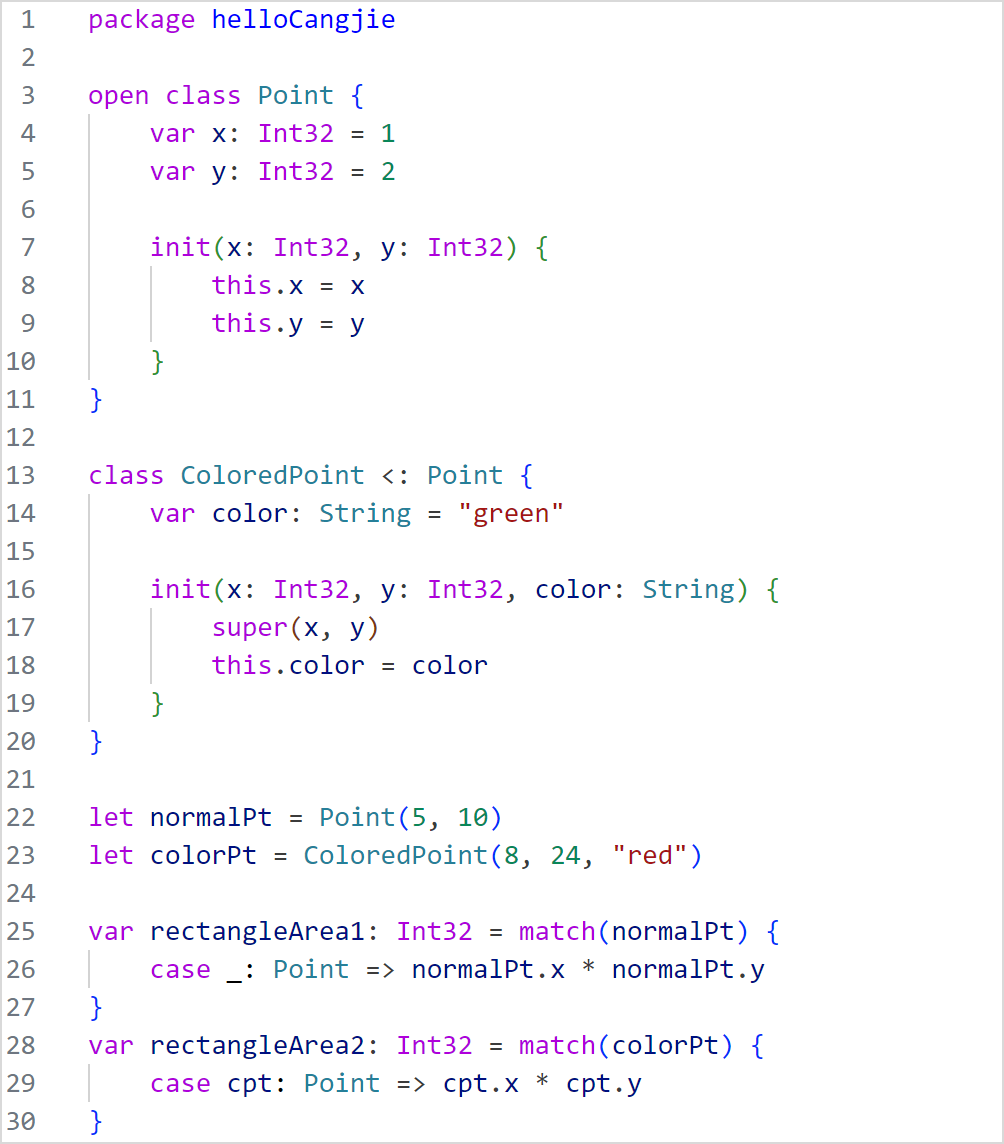 1 package helloCangjie
2
3 open class Point {
4     var x: Int32 = 1
5     var y: Int32 = 2
6
7     init(x: Int32, y: Int32) {
8         this.x = x
9         this.y = y
10     }
11 }
12
13 class ColoredPoint <: Point {
14     var color: String = "green"
15
16     init(x: Int32, y: Int32, color: String) {
17         super(x, y)
18         this.color = color
19     }
20 }
21
22 let normalPt = Point(5, 10)
23 let colorPt = ColoredPoint(8, 24, "red")
24
25 var rectangleArea1: Int32 = match(normalPt) {
26     case _: Point => normalPt.x * normalPt.y
27 }
28 var rectangleArea2: Int32 = match(colorPt) {
29     case cpt: Point => cpt.x * cpt.y
30 }